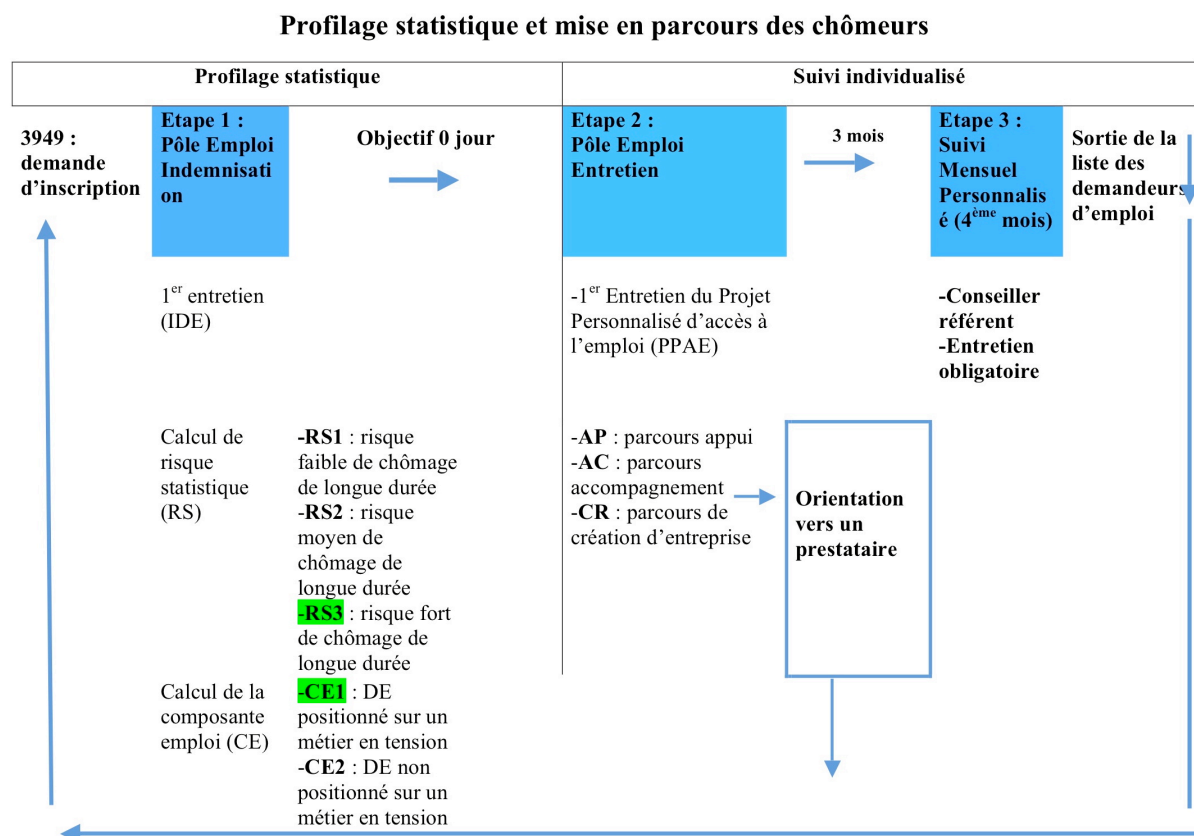 Profilage statistique et mise en parcours des chômeurs
Profilage statistique
Suivi individualisé
3949 :
demande
d’inscription
Etape 1 :
Pôle Emploi
Indemnisati
on
Objectif 0 jour
Etape 2 :
Pôle Emploi
Entretien
3 mois
Etape 3 :
Suivi
Mensuel
Personnalis
é (4ème mois)
Sortie de la
liste des
demandeurs
d’emploi
1er entretien
(IDE)
-1er Entretien du Projet
Personnalisé d’accès à
l’emploi (PPAE)
-Conseiller
référent
-Entretien
obligatoire
Calcul de
risque
statistique
(RS)
-RS1 : risque
faible de chômage
de longue durée
-RS2 : risque
moyen de
chômage de
longue durée
-RS3 : risque fort
de chômage de
longue durée
-AP : parcours appui
-AC : parcours
accompagnement
-CR : parcours de
création d’entreprise
Orientation
vers un
prestataire
Calcul de la
composante
emploi (CE)
-CE1 : DE
positionné sur un
métier en tension
-CE2 : DE non
positionné sur un
métier en tension